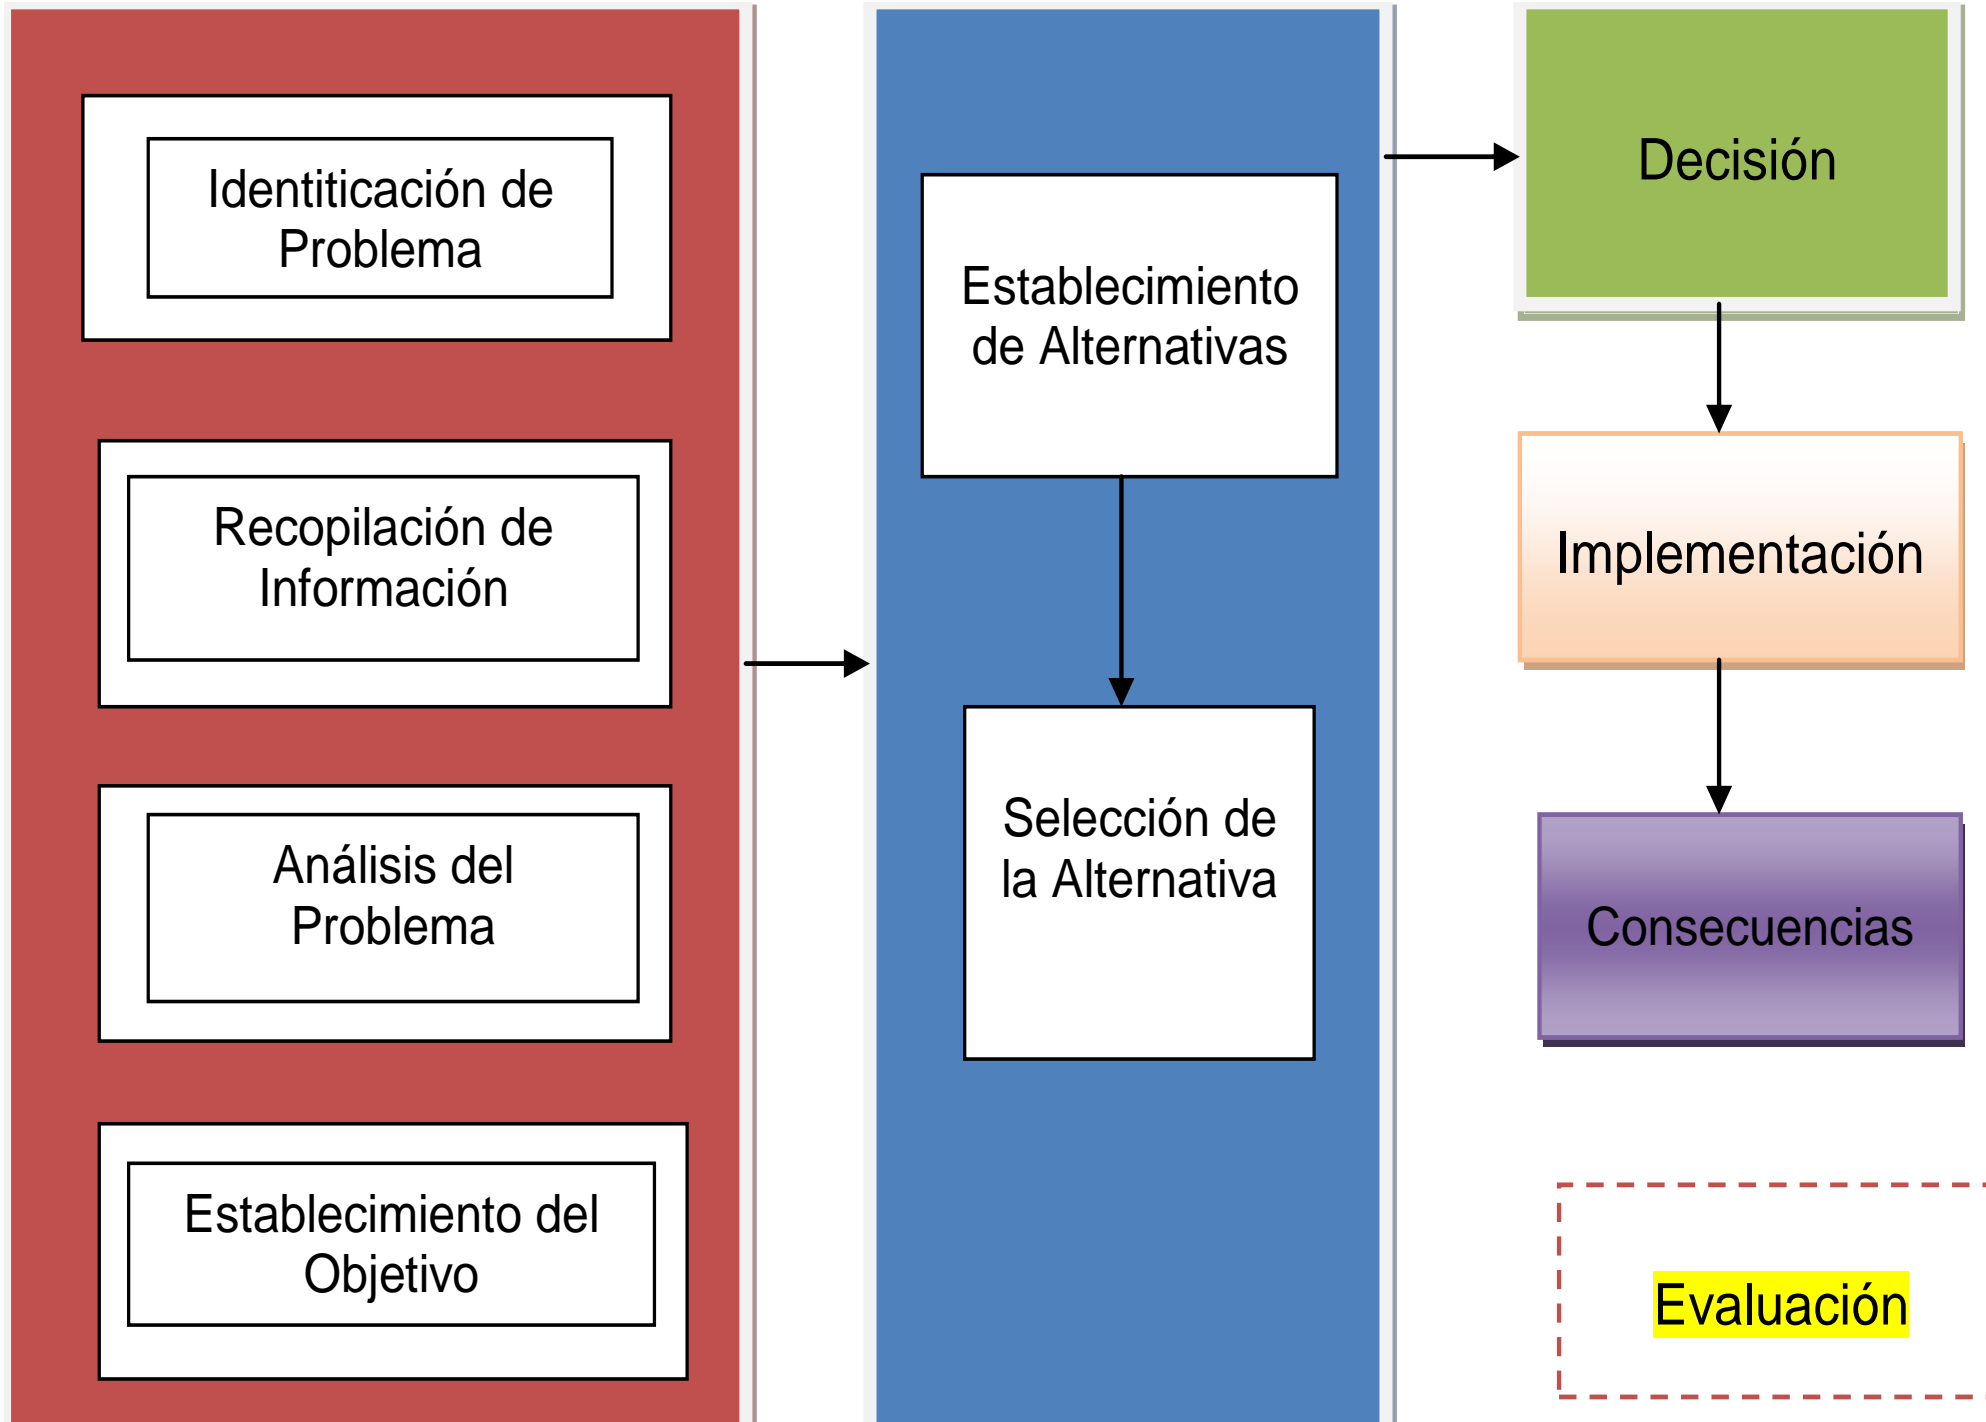 Identiticación de
Problema
Recopilación de
Información
Análisis del
Problema
Establecimiento del
Objetivo
Establecimiento
de Alternativas
Selección de
la Alternativa
Decisión
Implementación
Consecuencias
Evaluación